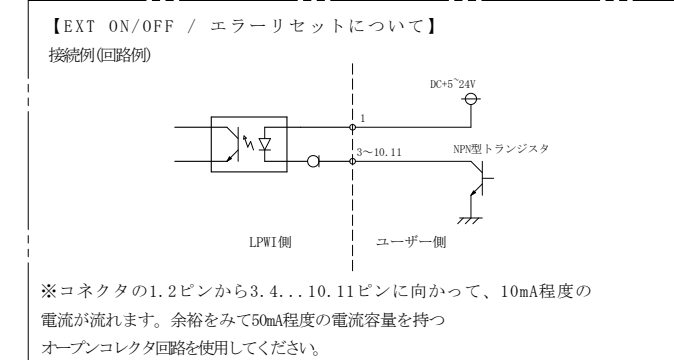 【EXT ON/OFF / エラーリセットについて】
接続例(回路例)
DC+5~24V
1
3～10.11
NPN型トランジスタ
LPWI側
ユーザー側
※コネクタの1.2ピンから3.4...10.11ピンに向かって、10mA程度の
電流が流れます。余裕をみて50mA程度の電流容量を持つ
オープンコレクタ回路を使用してください。